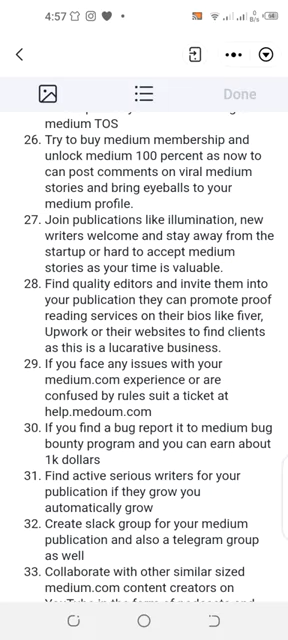 4:57
0
B/s
58
Done
medium TOS
26. Try to buy medium membership and
unlock medium 100 percent as now to
can post comments on viral medium
stories and bring eyeballs to your
medium profile.
27. Join publications like illumination, new
writers welcome and stay away from the
startup or hard to accept medium
stories as your time is valuable.
28. Find quality editors and invite them into
your publication they can promote proof
reading services on their bios like fiver,
Upwork or their websites to find clients
as this is a lucarative business.
29. If you face any issues with your
medium.com experience or are
confused by rules suit a ticket at
help.medoum.com
30. If you find a bug report it to medium bug
bounty program and you can earn about
1k dollars
31. Find active serious writers for your
publication if they grow you
automatically grow
32. Create slack group for your medium
publication and also a telegram group
as well
33. Collaborate with other similar sized
medium.com content creators on
YouTube in the form of podcasts and